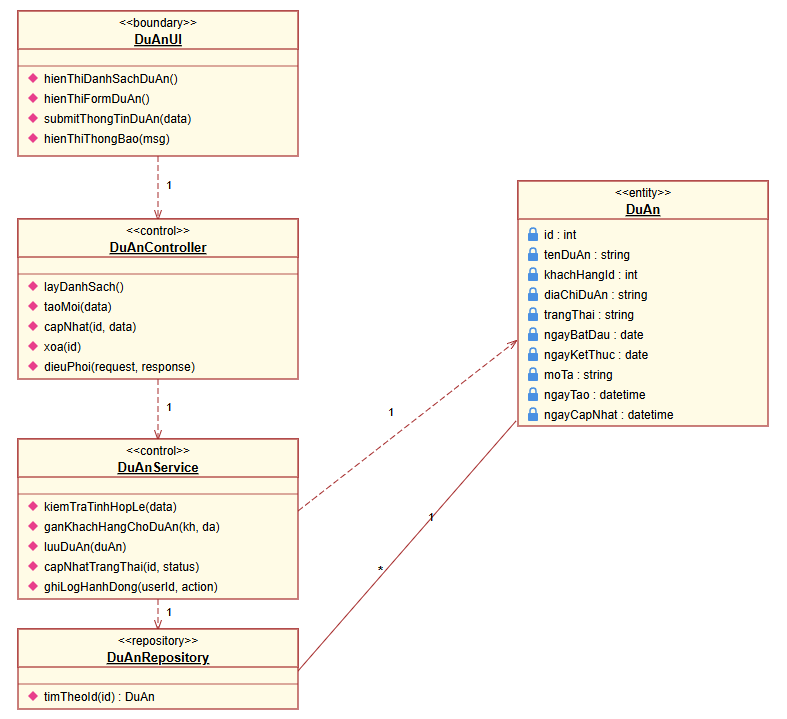 <<boundary>>
DuAnUI
hienThiDanhSachDuAn()
hienThiFormDuAn()
submitThongTinDuAn(data)
hienThiThongBao(msg)
1
<<control>>
DuAnController
layDanhSach()
taoMoi(data)
capNhat(id, data)
xoa(id)
dieuPhoi(request, response)
1
<<control>>
DuAnService
kiemTraTinhHopLe(data)
ganKhachHangChoDuAn(kh, da)
luuDuAn(duAn)
capNhatTrangThai(id, status)
ghiLogHanhDong(userId, action)
1
<<repository>>
DuAnRepository
timTheoId(id) : DuAn
1
1
*
<<entity>>
DuAn
id : int
tenDuAn : string
khachHangId : int
diaChiDuAn : string
trangThai : string
ngayBatDau : date
ngayKetThuc : date
moTa : string
ngayTao : datetime
ngayCapNhat : datetime